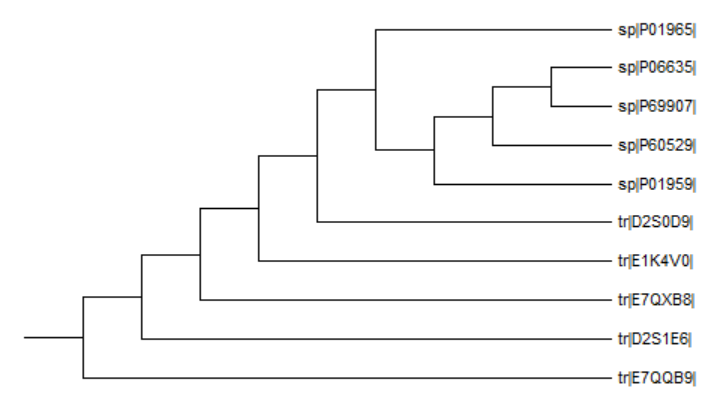 sp|P01965|
sp|P06635|
sp|P69907|
sp|P60529|
sp|P01959|
tr|D2S0D9|
tr|E1K4V0|
tr|E7QXB8|
tr|D2S1E6|
tr|E7QQB9|